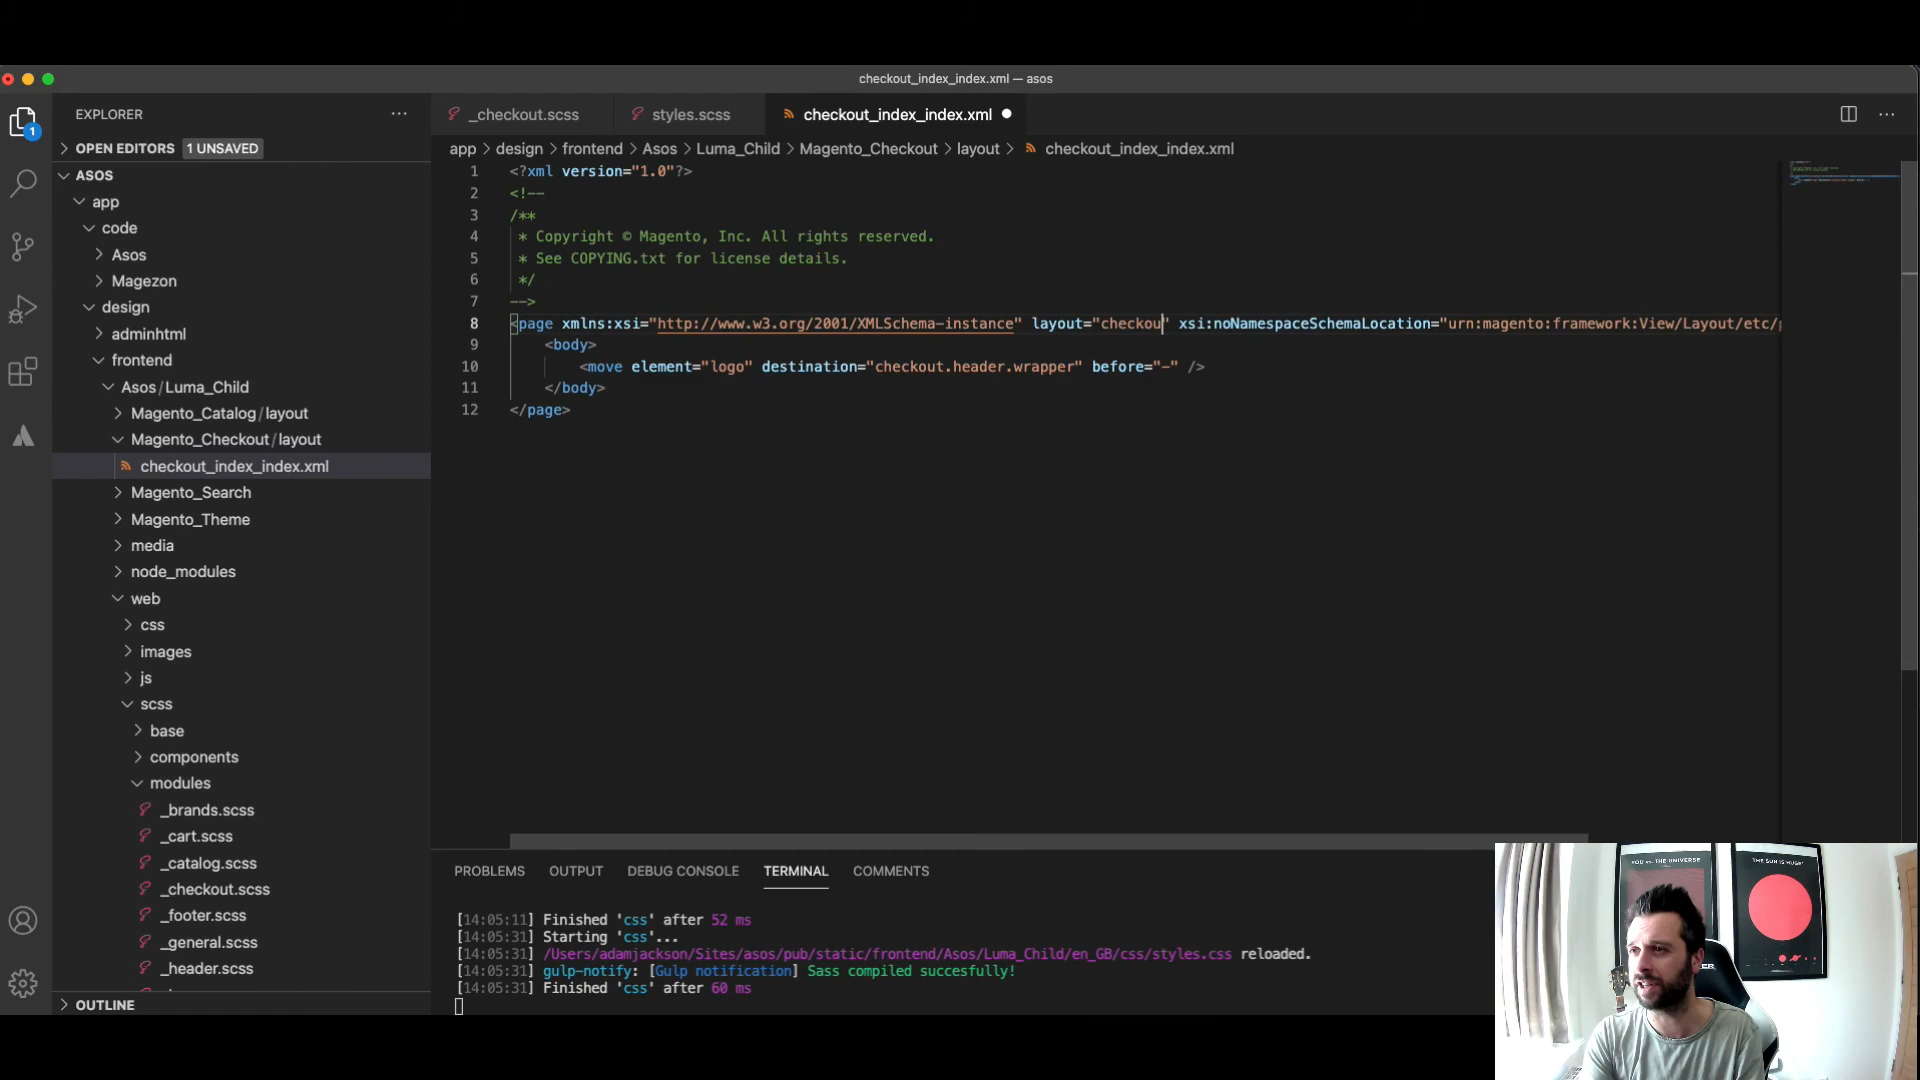 checkout_index_index.xml — asos
EXPLORER
OPEN EDITORS 1 UNSAVED
ASOS
app
code
Asos
Magezon
design
adminhtml
frontend
Asos/Luma_Child
Magento_Catalog/layout
Magento_Checkout/layout
checkout_index_index.xml
Magento_Search
Magento_Theme
media
node_modules
web
css
images
js
scss
base
components
modules
_brands.scss
_cart.scss
_catalog.scss
_checkout.scss
_footer.scss
_general.scss
_header.scss
OUTLINE
1
_checkout.scss styles.scss checkout_index_index.xml
app > design > frontend > Asos > Luma_Child > Magento_Checkout > layout > checkout_index_index.xml
1 <?xml version="1.0"?>
2 <!--
3 /**
4 * Copyright © Magento, Inc. All rights reserved.
5 * See COPYING.txt for license details.
6 */
7 -->
8 <page xmlns:xsi="http://www.w3.org/2001/XMLSchema-instance" layout="checkou" xsi:noNamespaceSchemaLocation="urn:magento:framework:View/Layout/etc/
9 <body>
10 <move element="logo" destination="checkout.header.wrapper" before="-" />
11 </body>
12 </page>
PROBLEMS OUTPUT DEBUG CONSOLE TERMINAL COMMENTS
[14:05:11] Finished 'css' after 52 ms
[14:05:31] Starting 'css'...
[14:05:31] /Users/adamjackson/Sites/asos/pub/static/frontend/Asos/Luma_Child/en_GB/css/styles.css reloaded.
[14:05:31] gulp-notify: [Gulp notification] Sass compiled succesfully!
[14:05:31] Finished 'css' after 60 ms
YOU vs. THE UNIVERSE
THE SUN IS HUGE*